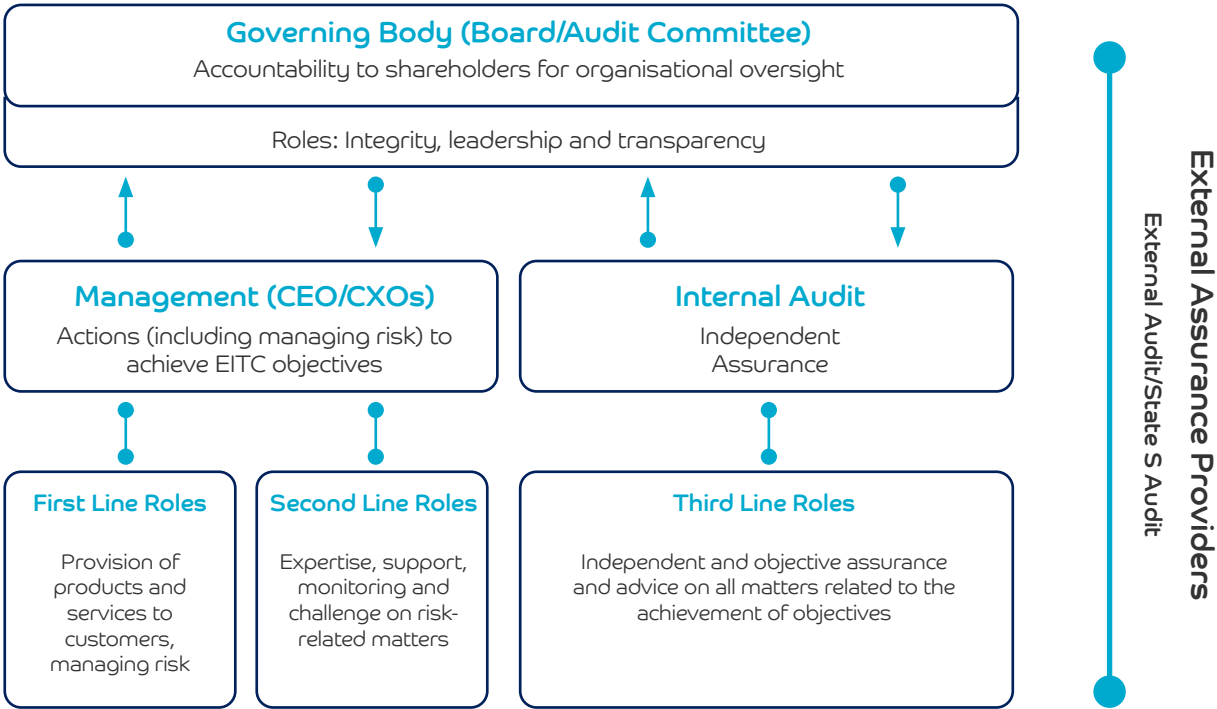 Governing Body (Board/Audit Committee)
Accountability to shareholders for organisational oversight
Roles: Integrity, leadership and transparency
Management (CEO/CXOs)
Actions (including managing risk) to
achieve EITC objectives
Internal Audit
Independent
Assurance
First Line Roles
Provision of
products and
services to
customers,
managing risk
Second Line Roles
Expertise, support,
monitoring and
challenge on risk-
related matters
Third Line Roles
Independent and objective assurance
and advice on all matters related to the
achievement of objectives
External Assurance Providers
External Audit/State S Audit